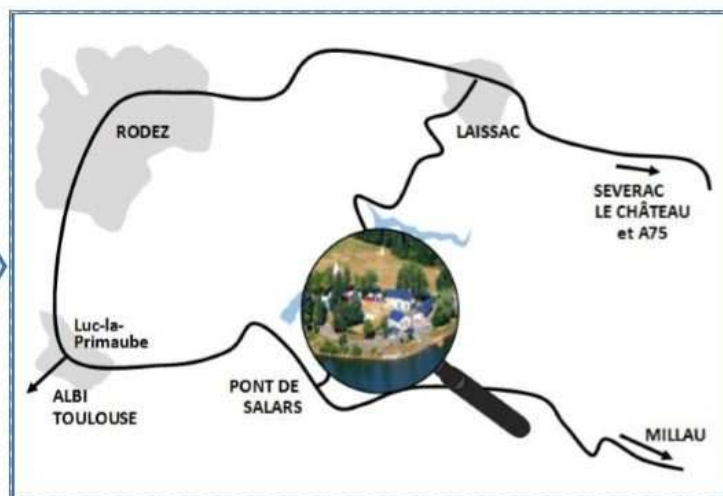 RODEZ
LAISSAC
SEVERAC
LE CHÂTEAU
et A75
Luc-la-
Primaube
ALBI
TOULOUSE
PONT DE
SALARS
MILLAU